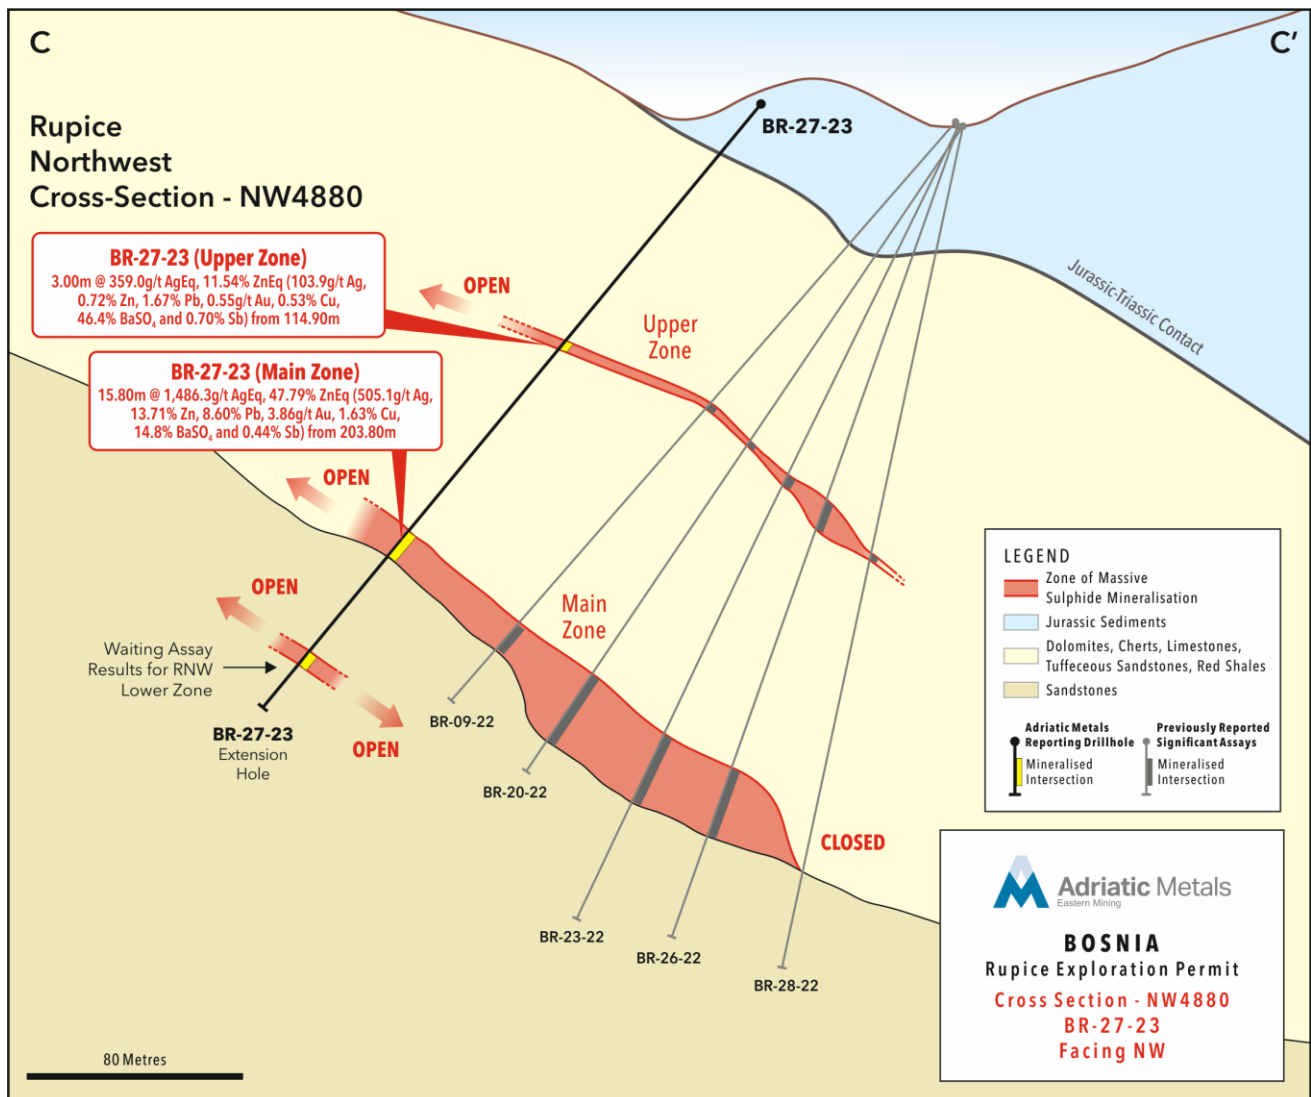 C
C'
Rupice
Northwest
Cross-Section - NW4880
BR-27-23
BR-27-23 (Upper Zone)
3.00m @ 359.0g/t AgEq, 11.54% ZnEq (103.9g/t Ag,
0.72% Zn, 1.67% Pb, 0.55g/t Au, 0.53% Cu,
46.4% BaSO₄ and 0.70% Sb) from 114.90m
OPEN
Upper
Zone
Jurassic-Triassic Contact
BR-27-23 (Main Zone)
15.80m @ 1,486.3g/t AgEq, 47.79% ZnEq (505.1g/t Ag,
13.71% Zn, 8.60% Pb, 3.86g/t Au, 1.63% Cu,
14.8% BaSO₄ and 0.44% Sb) from 203.80m
OPEN
OPEN
Main
Zone
Waiting Assay
Results for RNW
Lower Zone
BR-27-23
Extension
Hole
OPEN
BR-09-22
BR-20-22
CLOSED
BR-23-22
BR-26-22
BR-28-22
LEGEND
Zone of Massive
Sulphide Mineralisation
Jurassic Sediments
Dolomites, Cherts, Limestones,
Tuffeceous Sandstones, Red Shales
Sandstones
Adriatic Metals
Reporting Drillhole
Mineralised
Intersection
Previously Reported
Significant Assays
Mineralised
Intersection
Adriatic Metals
Eastern Mining
BOSNIA
Rupice Exploration Permit
Cross Section - NW4880
BR-27-23
Facing NW
80 Metres